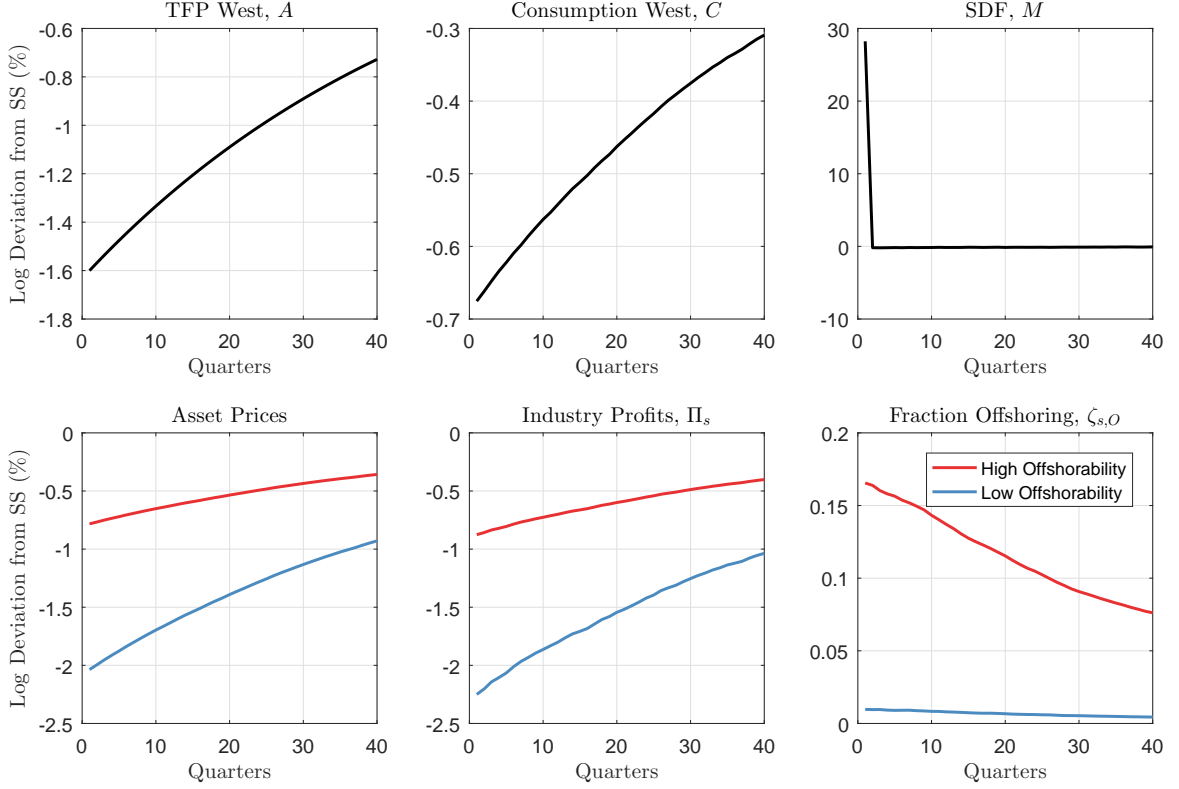 TFP West, A
Log Deviation from SS (%)
-0.6
-0.8
-1
-1.2
-1.4
-1.6
-1.8
0 10 20 30 40
Quarters
Consumption West, C
-0.3
-0.4
-0.5
-0.6
-0.7
0 10 20 30 40
Quarters
SDF, M
30
20
10
0
-10
0 10 20 30 40
Quarters
Asset Prices
Log Deviation from SS (%)
0
-0.5
-1
-1.5
-2
-2.5
0 10 20 30 40
Quarters
Industry Profits, Πₛ
0
-0.5
-1
-1.5
-2
-2.5
0 10 20 30 40
Quarters
Fraction Offshoring, ζ_{s,O}
0.2
0.15
0.1
0.05
0
High Offshorability
Low Offshorability
0 10 20 30 40
Quarters